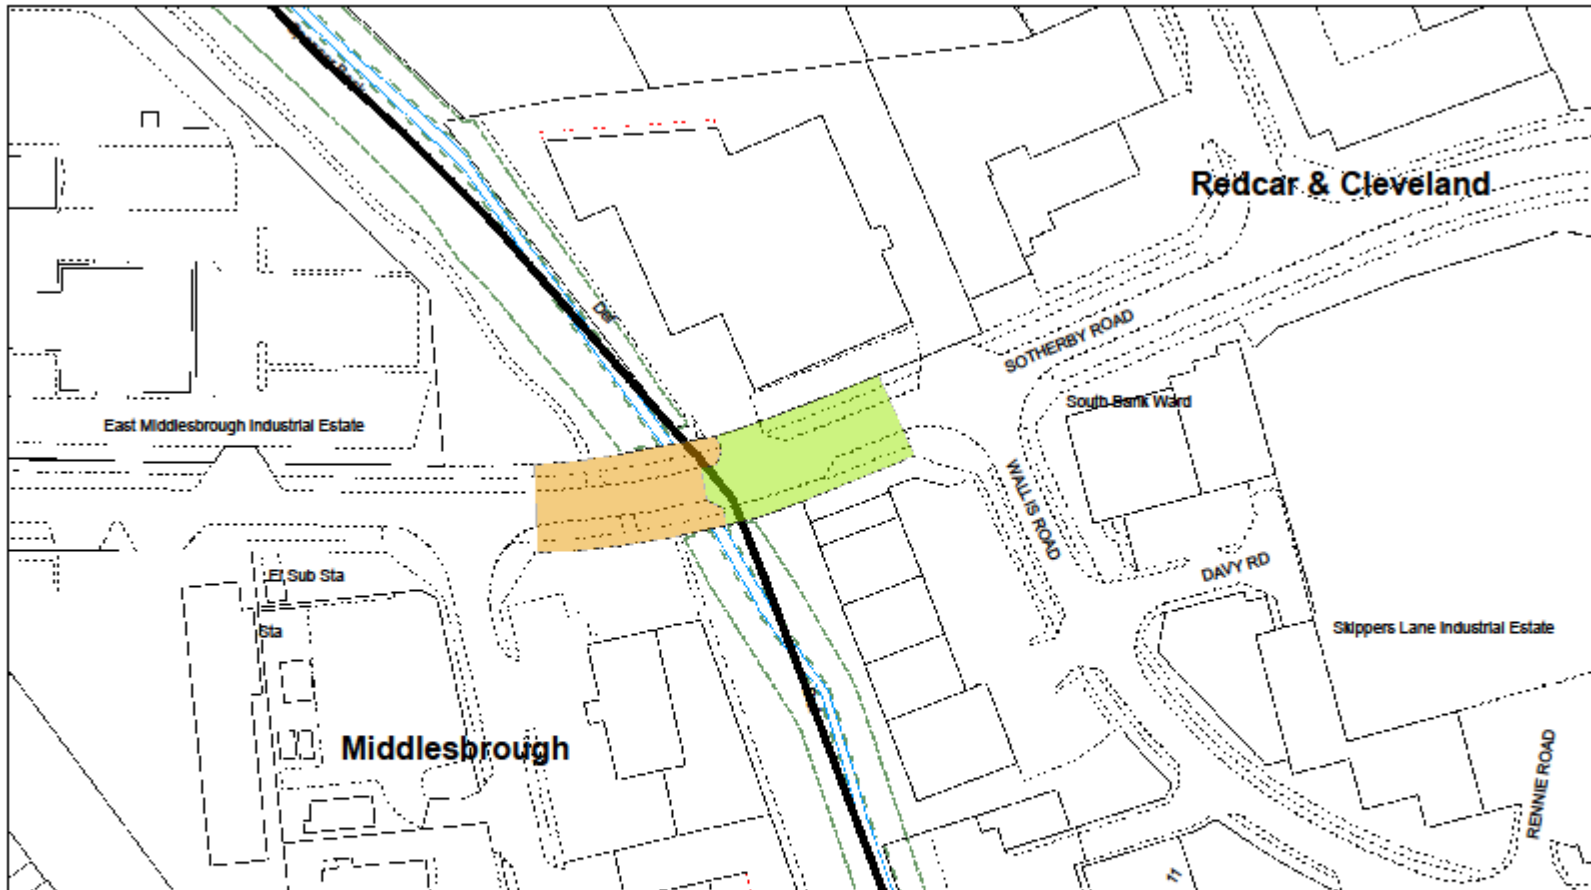 Redcar & Cleveland
Def
SOTHERBY ROAD
South Bank Ward
East Middlesbrough Industrial Estate
WALLIS ROAD
DAVY RD
El Sub Sta
Sta
Skippers Lane Industrial Estate
Middlesbrough
RENNIE ROAD
11